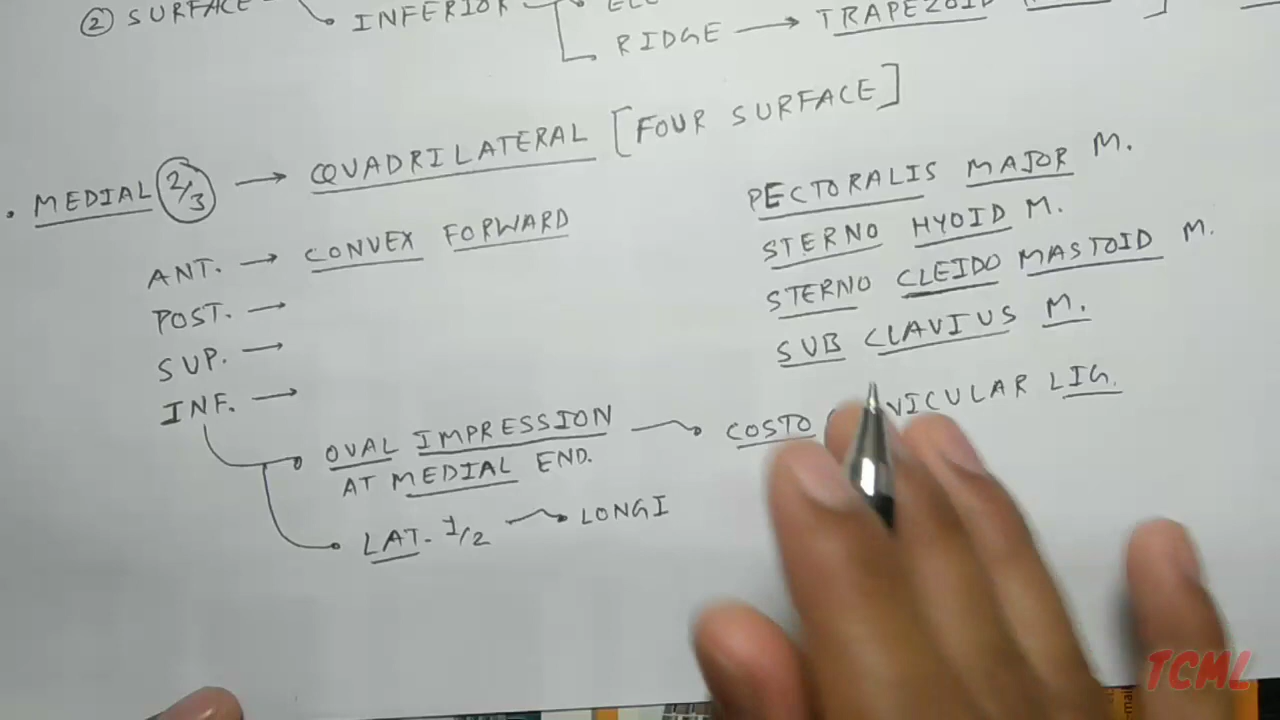 ② SURFACE
INFERIOR
RIDGE → TRAPEZOID
. MEDIAL 2/3 → QUADRILATERAL [FOUR SURFACE]
ANT. → CONVEX FORWARD
POST. →
SUP. →
INF. →
PECTORALIS MAJOR M.
STERNO HYOID M.
STERNO CLEIDO MASTOID M.
SUB CLAVIUS M.
OVAL IMPRESSION COSTO VICULAR LIG.
AT MEDIAL END.
LAT. 1/2 LONGI
TCML